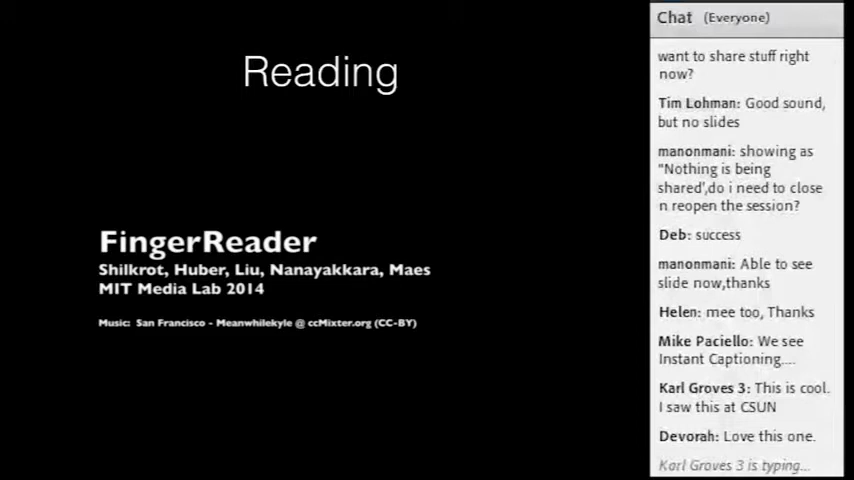 Reading
FingerReader
Shilkrot, Huber, Liu, Nanayakkara, Maes
MIT Media Lab 2014
Music: San Francisco - Meanwhilekyle @ ccMixter.org (CC-BY)
Chat (Everyone)
want to share stuff right
now?
Tim Lohman: Good sound,
but no slides
manonmani: showing as
"Nothing is being
shared',do i need to close
n reopen the session?
Deb: success
manonmani: Able to see
slide now,thanks
Helen: mee too, Thanks
Mike Paciello: We see
Instant Captioning....
Karl Groves 3: This is cool.
I saw this at CSUN
Devorah: Love this one.
Karl Groves 3 is typing...